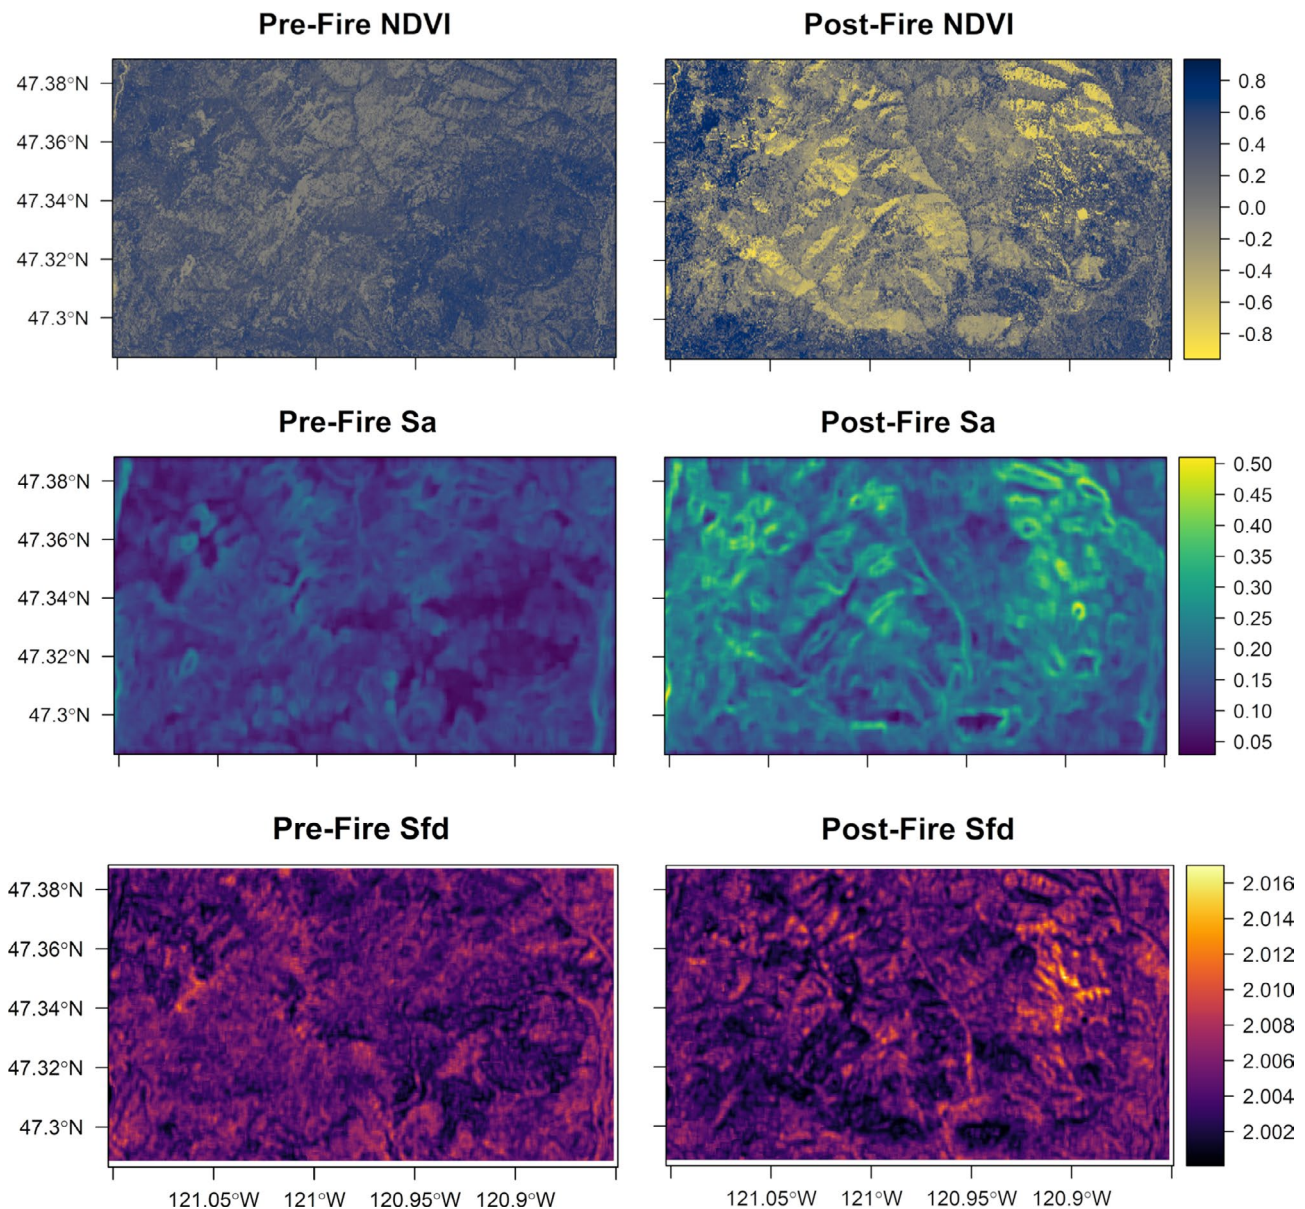 Pre-Fire NDVI
Post-Fire NDVI
47.38°N
47.36°N
47.34°N
47.32°N
47.3°N
0.8
0.6
0.4
0.2
0.0
-0.2
-0.4
-0.6
-0.8
Pre-Fire Sa
Post-Fire Sa
47.38°N
47.36°N
47.34°N
47.32°N
47.3°N
0.50
0.45
0.40
0.35
0.30
0.25
0.20
0.15
0.10
0.05
Pre-Fire Sfd
Post-Fire Sfd
47.38°N
47.36°N
47.34°N
47.32°N
47.3°N
2.016
2.014
2.012
2.010
2.008
2.006
2.004
2.002
121.05°W 121°W 120.95°W 120.9°W
121.05°W 121°W 120.95°W 120.9°W